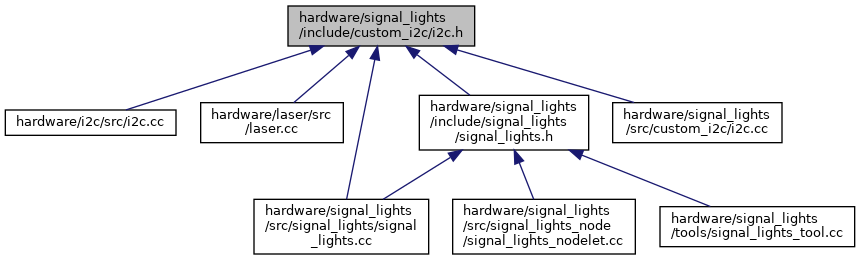 hardware/signal_lights
/include/custom_i2c/i2c.h
hardware/i2c/src/i2c.cc
hardware/laser/src
/laser.cc
hardware/signal_lights
/include/signal_lights
/signal_lights.h
hardware/signal_lights
/src/custom_i2c/i2c.cc
hardware/signal_lights
/src/signal_lights/signal
_lights.cc
hardware/signal_lights
/src/signal_lights_node
/signal_lights_nodelet.cc
hardware/signal_lights
/tools/signal_lights_tool.cc